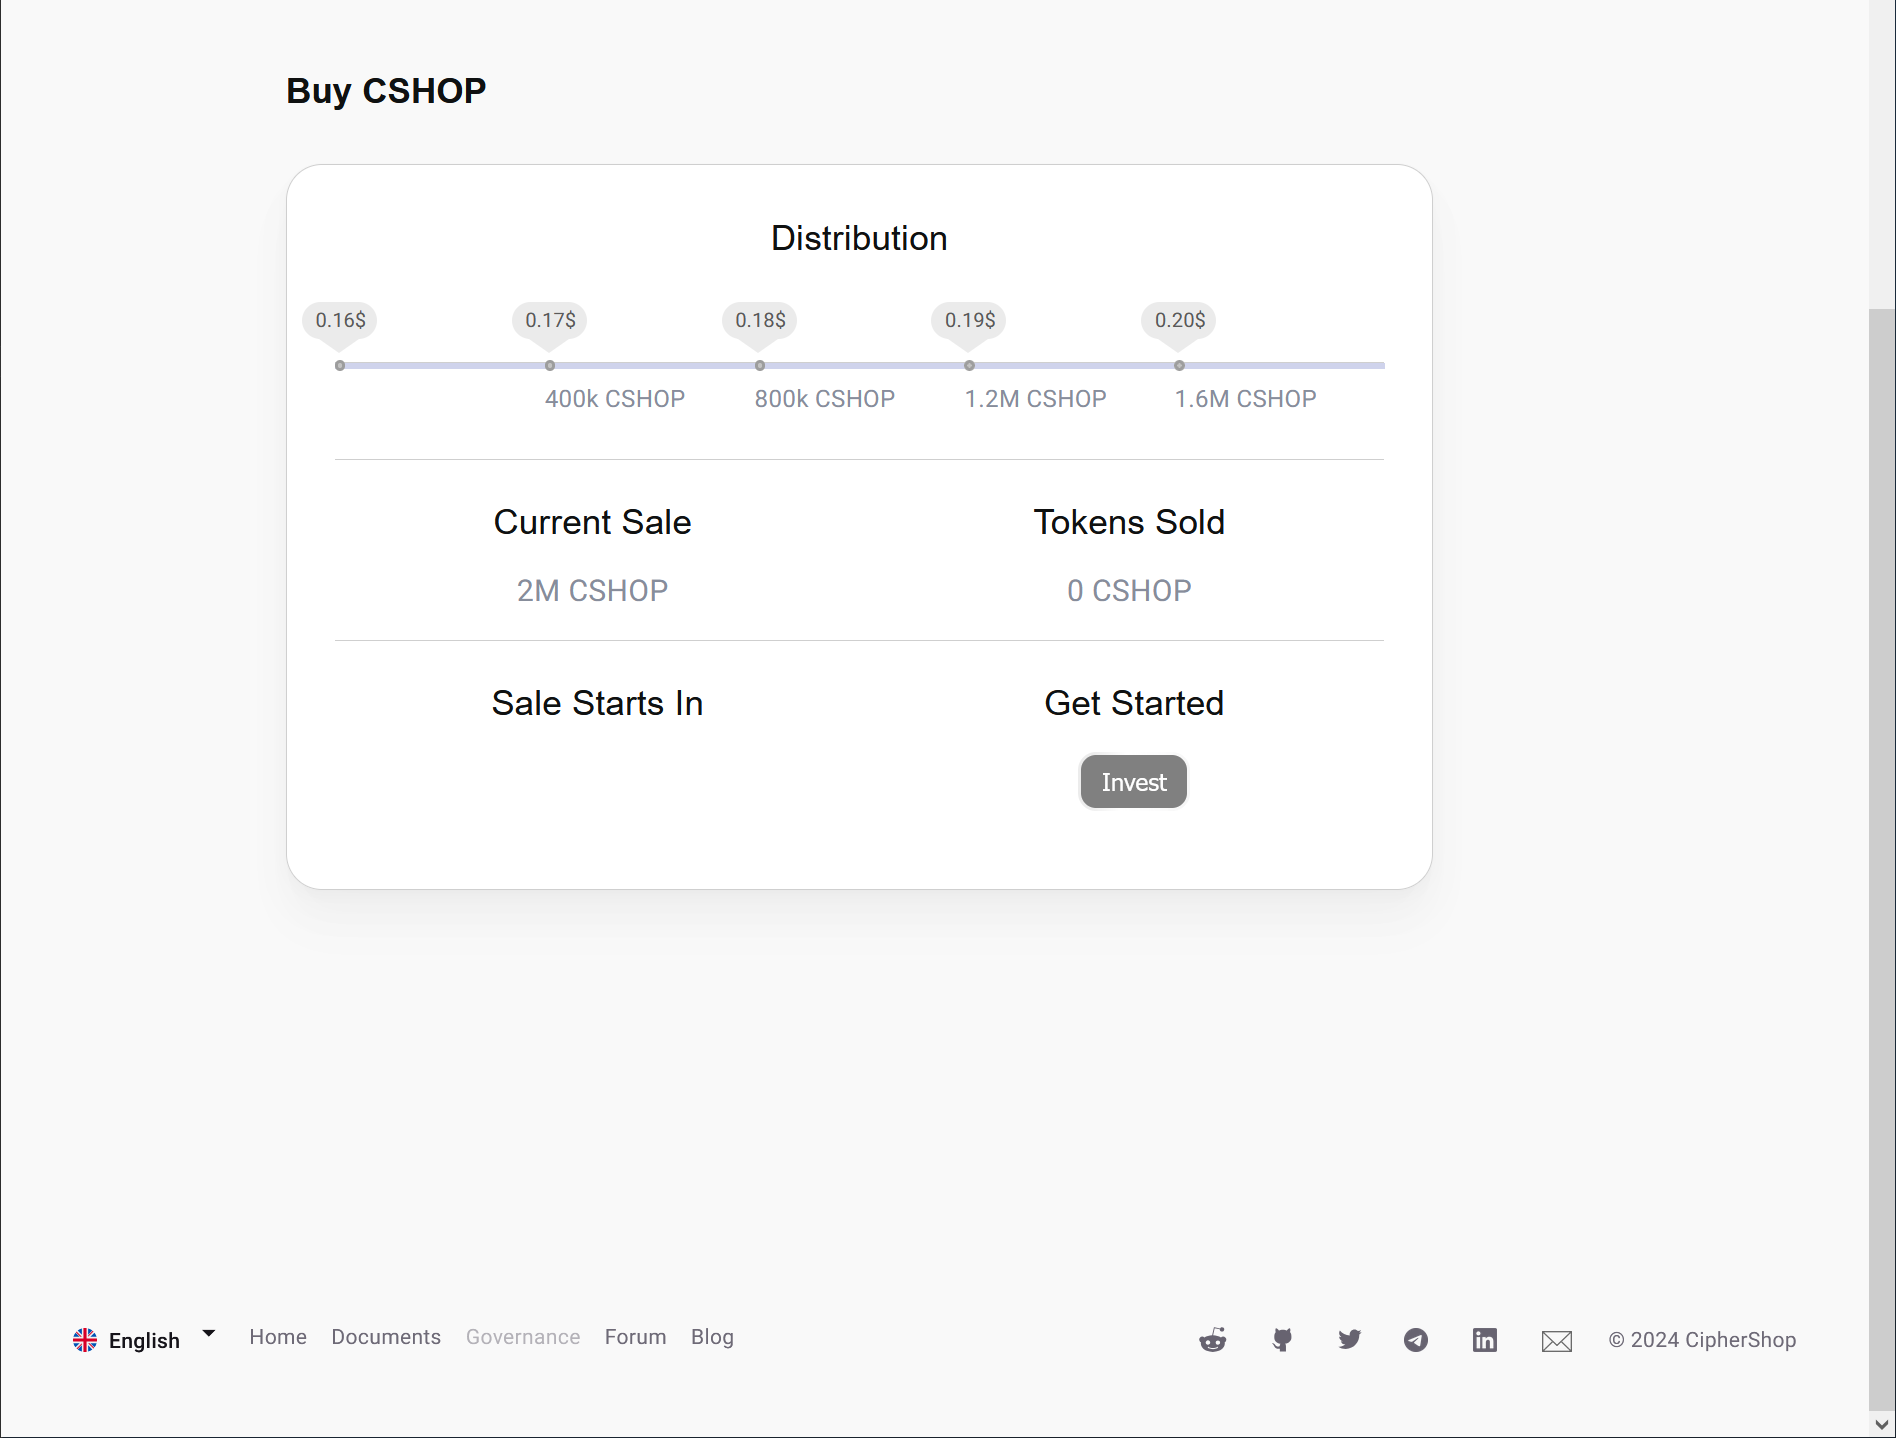 Buy CSHOP
Distribution
0.16$ 0.17$ 0.18$ 0.19$ 0.20$
400k CSHOP 800k CSHOP 1.2M CSHOP 1.6M CSHOP
Current Sale Tokens Sold
2M CSHOP 0 CSHOP
Sale Starts In Get Started
Invest
English Home Documents Governance Forum Blog © 2024 CipherShop